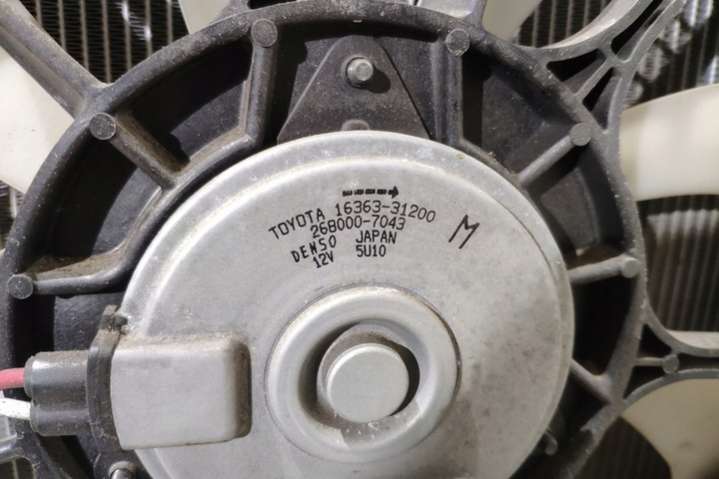 TOYOTA 16363-31200
268000-7043
DENSO JAPAN
12V 5U10
M